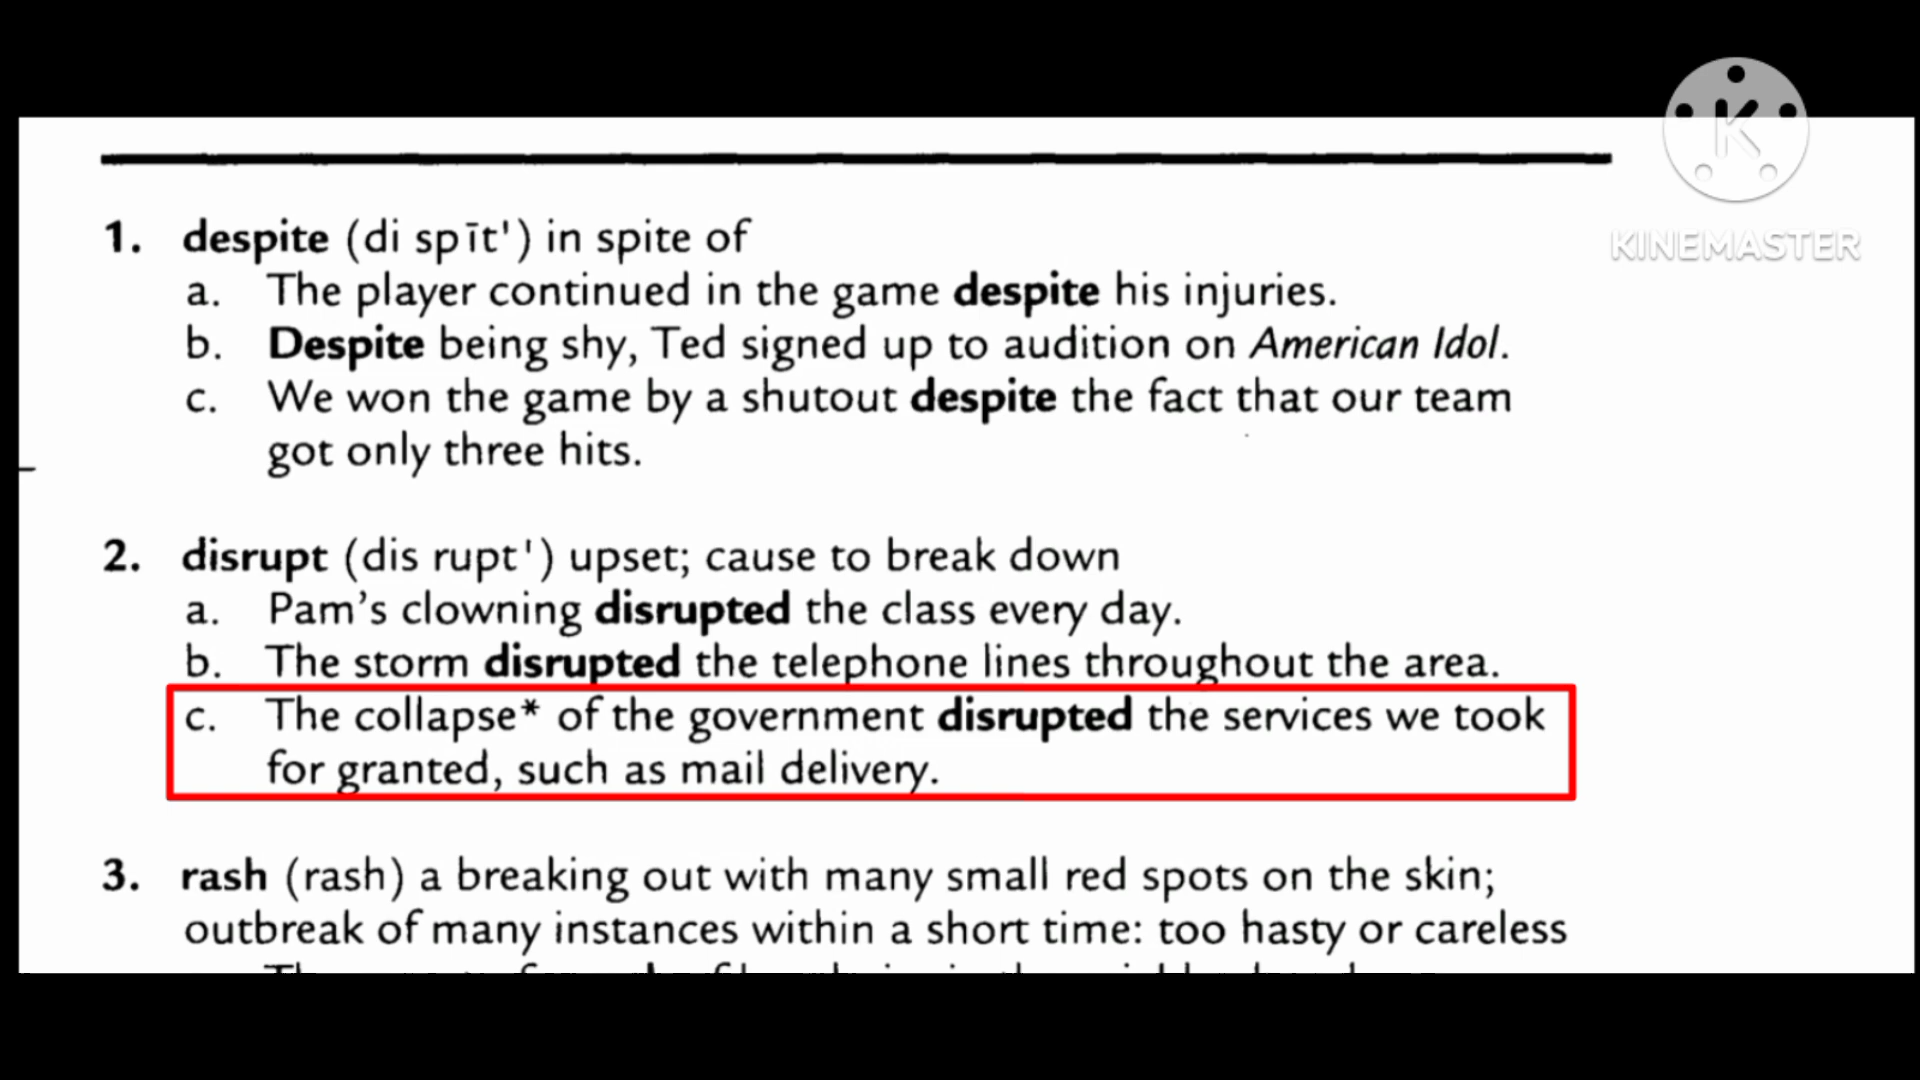 K
KINEMASTER
1. despite (di spīt') in spite of
a. The player continued in the game despite his injuries.
b. Despite being shy, Ted signed up to audition on American Idol.
c. We won the game by a shutout despite the fact that our team
got only three hits.
2. disrupt (dis rupt') upset; cause to break down
a. Pam’s clowning disrupted the class every day.
b. The storm disrupted the telephone lines throughout the area.
c. The collapse* of the government disrupted the services we took
for granted, such as mail delivery.
3. rash (rash) a breaking out with many small red spots on the skin;
outbreak of many instances within a short time: too hasty or careless